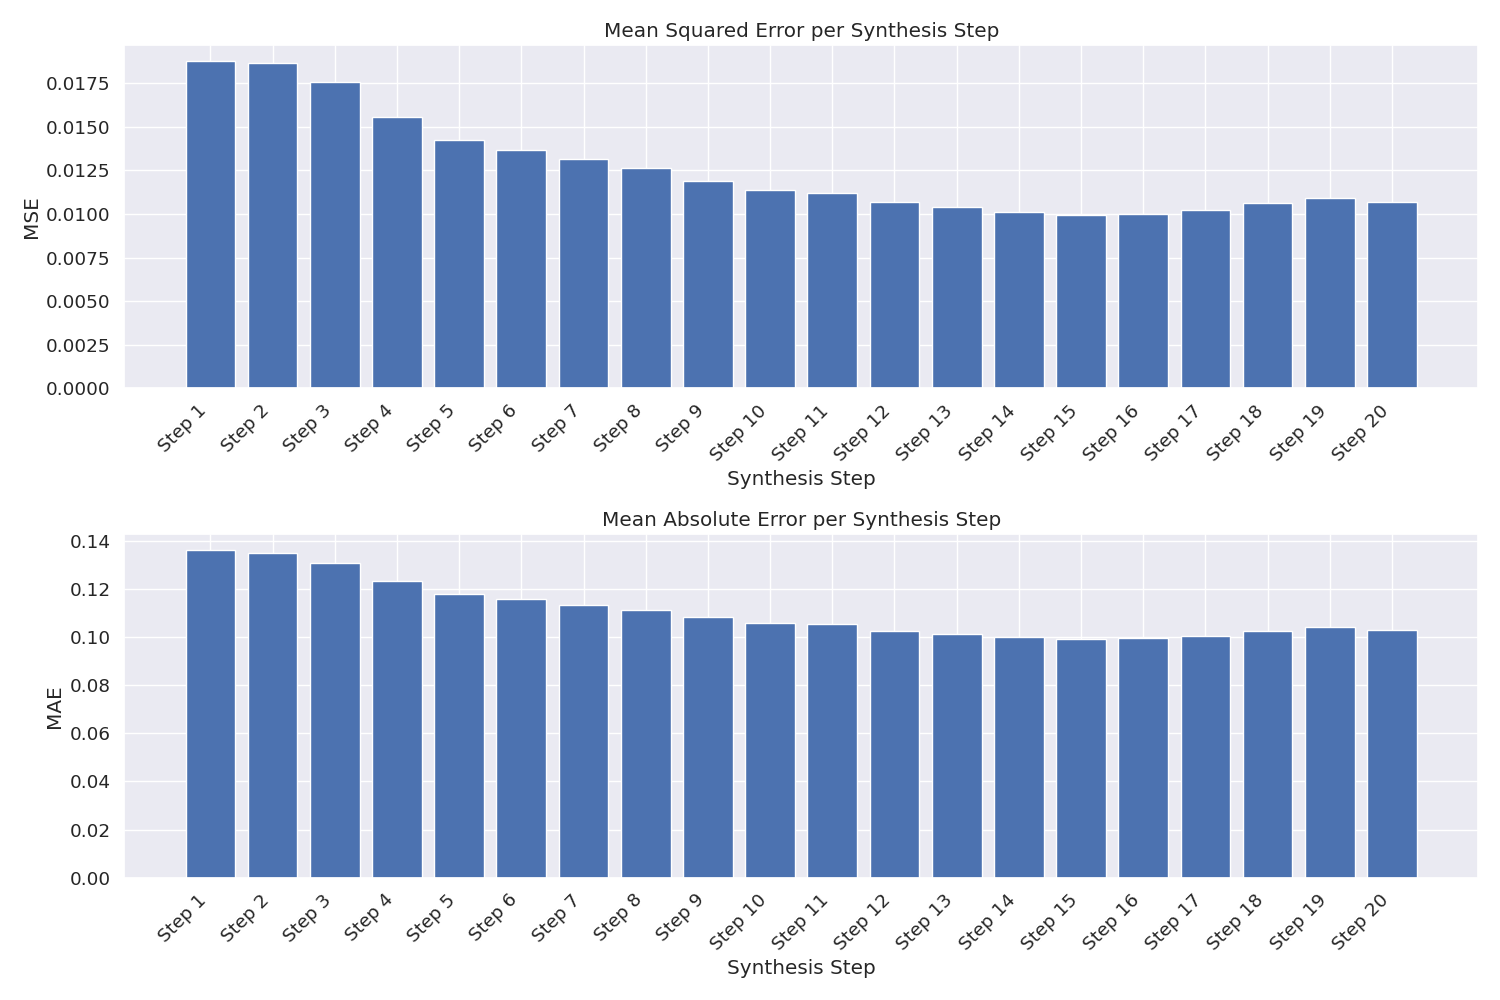 Mean Squared Error per Synthesis Step
MSE
0.0175
0.0150
0.0125
0.0100
0.0075
0.0050
0.0025
0.0000
Step 1
Step 2
Step 3
Step 4
Step 5
Step 6
Step 7
Step 8
Step 9
Step 10
Step 11
Step 12
Step 13
Step 14
Step 15
Step 16
Step 17
Step 18
Step 19
Step 20
Synthesis Step
Mean Absolute Error per Synthesis Step
MAE
0.14
0.12
0.10
0.08
0.06
0.04
0.02
0.00
Step 1
Step 2
Step 3
Step 4
Step 5
Step 6
Step 7
Step 8
Step 9
Step 10
Step 11
Step 12
Step 13
Step 14
Step 15
Step 16
Step 17
Step 18
Step 19
Step 20
Synthesis Step